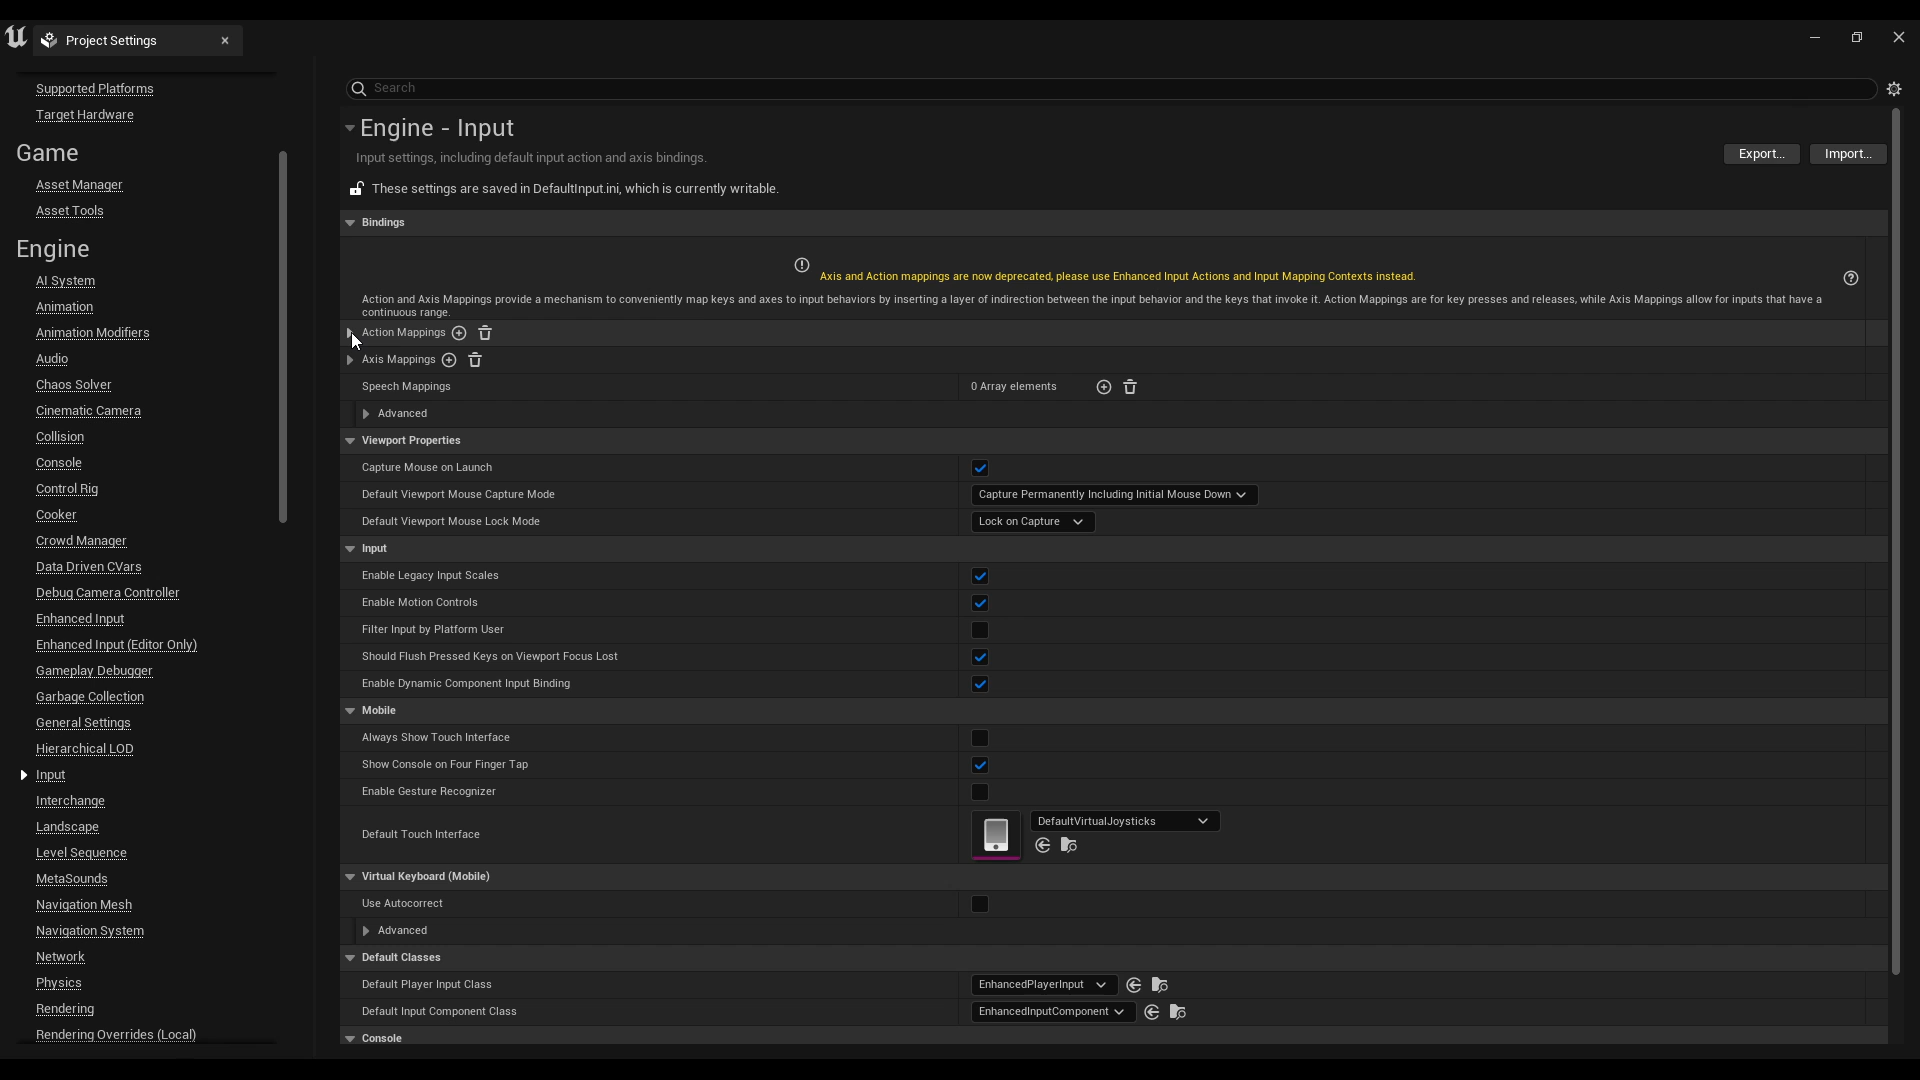 Project Settings
Supported Platforms
Target Hardware
Game
Asset Manager
Asset Tools
Engine
AI System
Animation
Animation Modifiers
Audio
Chaos Solver
Cinematic Camera
Collision
Console
Control Rig
Cooker
Crowd Manager
Data Driven CVars
Debug Camera Controller
Enhanced Input
Enhanced Input (Editor Only)
Gameplay Debugger
Garbage Collection
General Settings
Hierarchical LOD
Input
Interchange
Landscape
Level Sequence
MetaSounds
Navigation Mesh
Navigation System
Network
Physics
Rendering
Rendering Overrides (Local)
Search
Engine - Input
Input settings, including default input action and axis bindings.
Export...
Import...
These settings are saved in DefaultInput.ini, which is currently writable.
Bindings
Axis and Action mappings are now deprecated, please use Enhanced Input Actions and Input Mapping Contexts instead.
Action and Axis Mappings provide a mechanism to conveniently map keys and axes to input behaviors by inserting a layer of indirection between the input behavior and the keys that invoke it. Action Mappings are for key presses and releases, while Axis Mappings allow for inputs that have a
continuous range.
Action Mappings
Axis Mappings
Speech Mappings
0 Array elements
Advanced
Viewport Properties
Capture Mouse on Launch
Default Viewport Mouse Capture Mode
Capture Permanently Including Initial Mouse Down
Default Viewport Mouse Lock Mode
Lock on Capture
Input
Enable Legacy Input Scales
Enable Motion Controls
Filter Input by Platform User
Should Flush Pressed Keys on Viewport Focus Lost
Enable Dynamic Component Input Binding
Mobile
Always Show Touch Interface
Show Console on Four Finger Tap
Enable Gesture Recognizer
Default Touch Interface
DefaultVirtualJoysticks
Virtual Keyboard (Mobile)
Use Autocorrect
Advanced
Default Classes
Default Player Input Class
EnhancedPlayerInput
Default Input Component Class
EnhancedInputComponent
Console